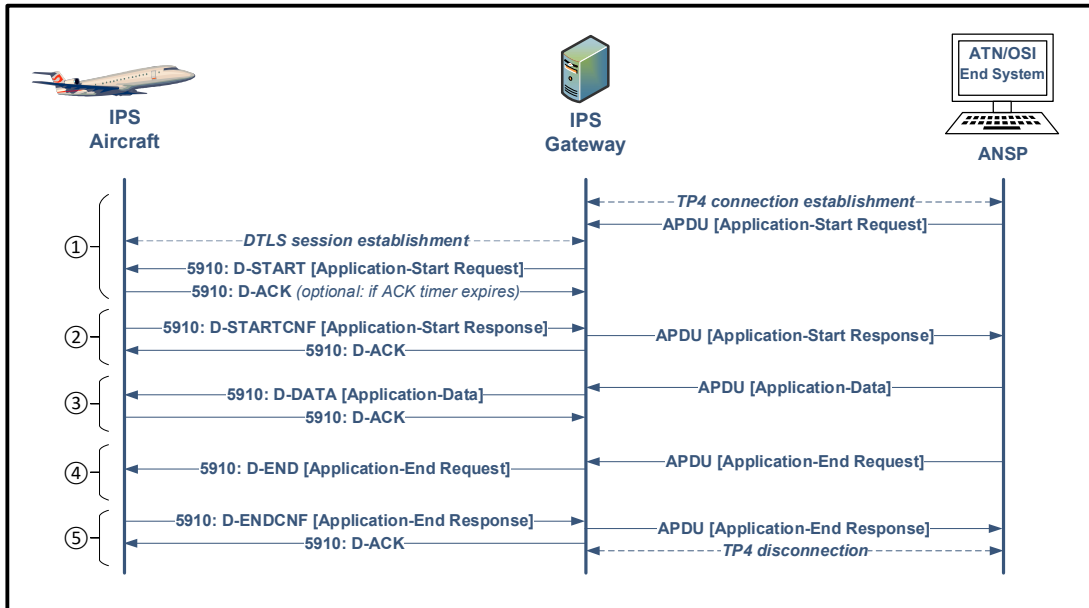 ATN/OSI
End System
IPS
Aircraft
IPS
Gateway
ANSP
TP4 connection establishment
APDU [Application-Start Request]
①
DTLS session establishment
5910: D-START [Application-Start Request]
5910: D-ACK (optional: if ACK timer expires)
②
5910: D-STARTCNF [Application-Start Response]
APDU [Application-Start Response]
5910: D-ACK
③
APDU [Application-Data]
5910: D-DATA [Application-Data]
5910: D-ACK
④
APDU [Application-End Request]
5910: D-END [Application-End Request]
⑤
5910: D-ENDCNF [Application-End Response]
APDU [Application-End Response]
5910: D-ACK
TP4 disconnection